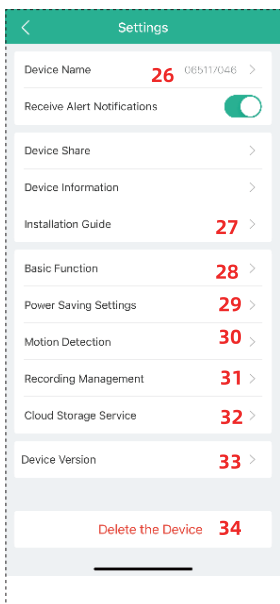 Settings
Device Name 26 065117046
Receive Alert Notifications
Device Share
Device Information
Installation Guide 27
Basic Function 28
Power Saving Settings 29
Motion Detection 30
Recording Management 31
Cloud Storage Service 32
Device Version 33
Delete the Device 34